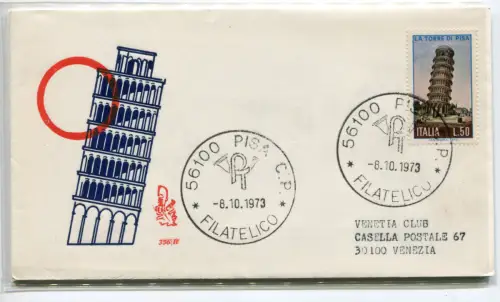 LA TORRE DI PISA
ITALIA L.50
56100 PISA C.P.
-8.10.1973
* FILATELICO *
56100 PISA C.P.
-8.10.1973
* FILATELICO *
VENETIA CLUB
CASELLA POSTALE 67
30100 VENEZIA